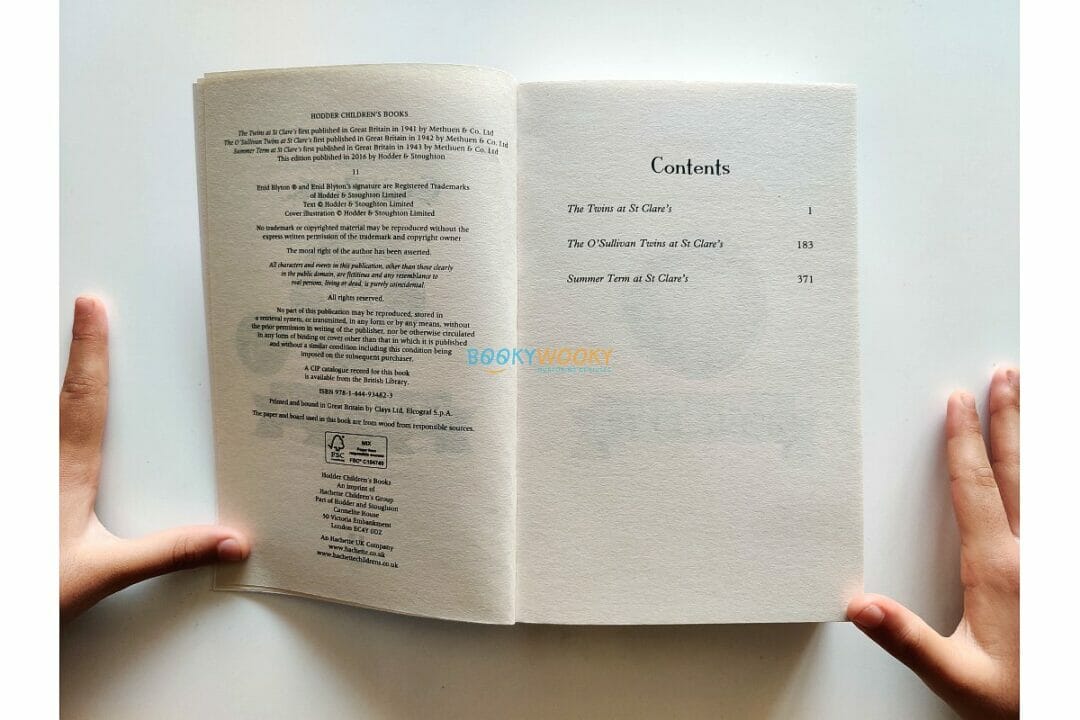 HODDER CHILDREN'S BOOKS
The Twins at St Clare's first published in Great Britain in 1941 by Methuen & Co. Ltd
The O'Sullivan Twins at St Clare's first published in Great Britain in 1942 by Methuen & Co. Ltd
Summer Term at St Clare's first published in Great Britain in 1943 by Methuen & Co. Ltd
This edition published in 2016 by Hodder & Stoughton
11
Enid Blyton ® and Enid Blyton's signature are Registered Trademarks
of Hodder & Stoughton Limited
Text © Hodder & Stoughton Limited
Cover illustration © Hodder & Stoughton Limited
No trademark or copyrighted material may be reproduced without the
express written permission of the trademark and copyright owner
The moral right of the author has been asserted.
All characters and events in this publication, other than those clearly
in the public domain, are fictitious and any resemblance to
real persons, living or dead, is purely coincidental.
All rights reserved.
No part of this publication may be reproduced, stored in
a retrieval system, or transmitted, in any form or by any means, without
the prior permission in writing of the publisher, nor be otherwise circulated
in any form of binding or cover other than that in which it is published
and without a similar condition including this condition being
imposed on the subsequent purchaser.
A CIP catalogue record for this book
is available from the British Library.
ISBN 978-1-444-93482-3
Printed and bound in Great Britain by Clays Ltd, Elcograf S.p.A.
The paper and board used in this book are from wood from responsible sources.
FSC
MIX
Paper from
responsible sources
FSC® C104740
Hodder Children's Books
An imprint of
Hachette Children's Group
Part of Hodder and Stoughton
Carmelite House
50 Victoria Embankment
London EC4Y 0DZ
An Hachette UK Company
www.hachette.co.uk
www.hachettechildrens.co.uk
Contents
The Twins at St Clare's 1
The O'Sullivan Twins at St Clare's 183
Summer Term at St Clare's 371
BOOKYWOOKY